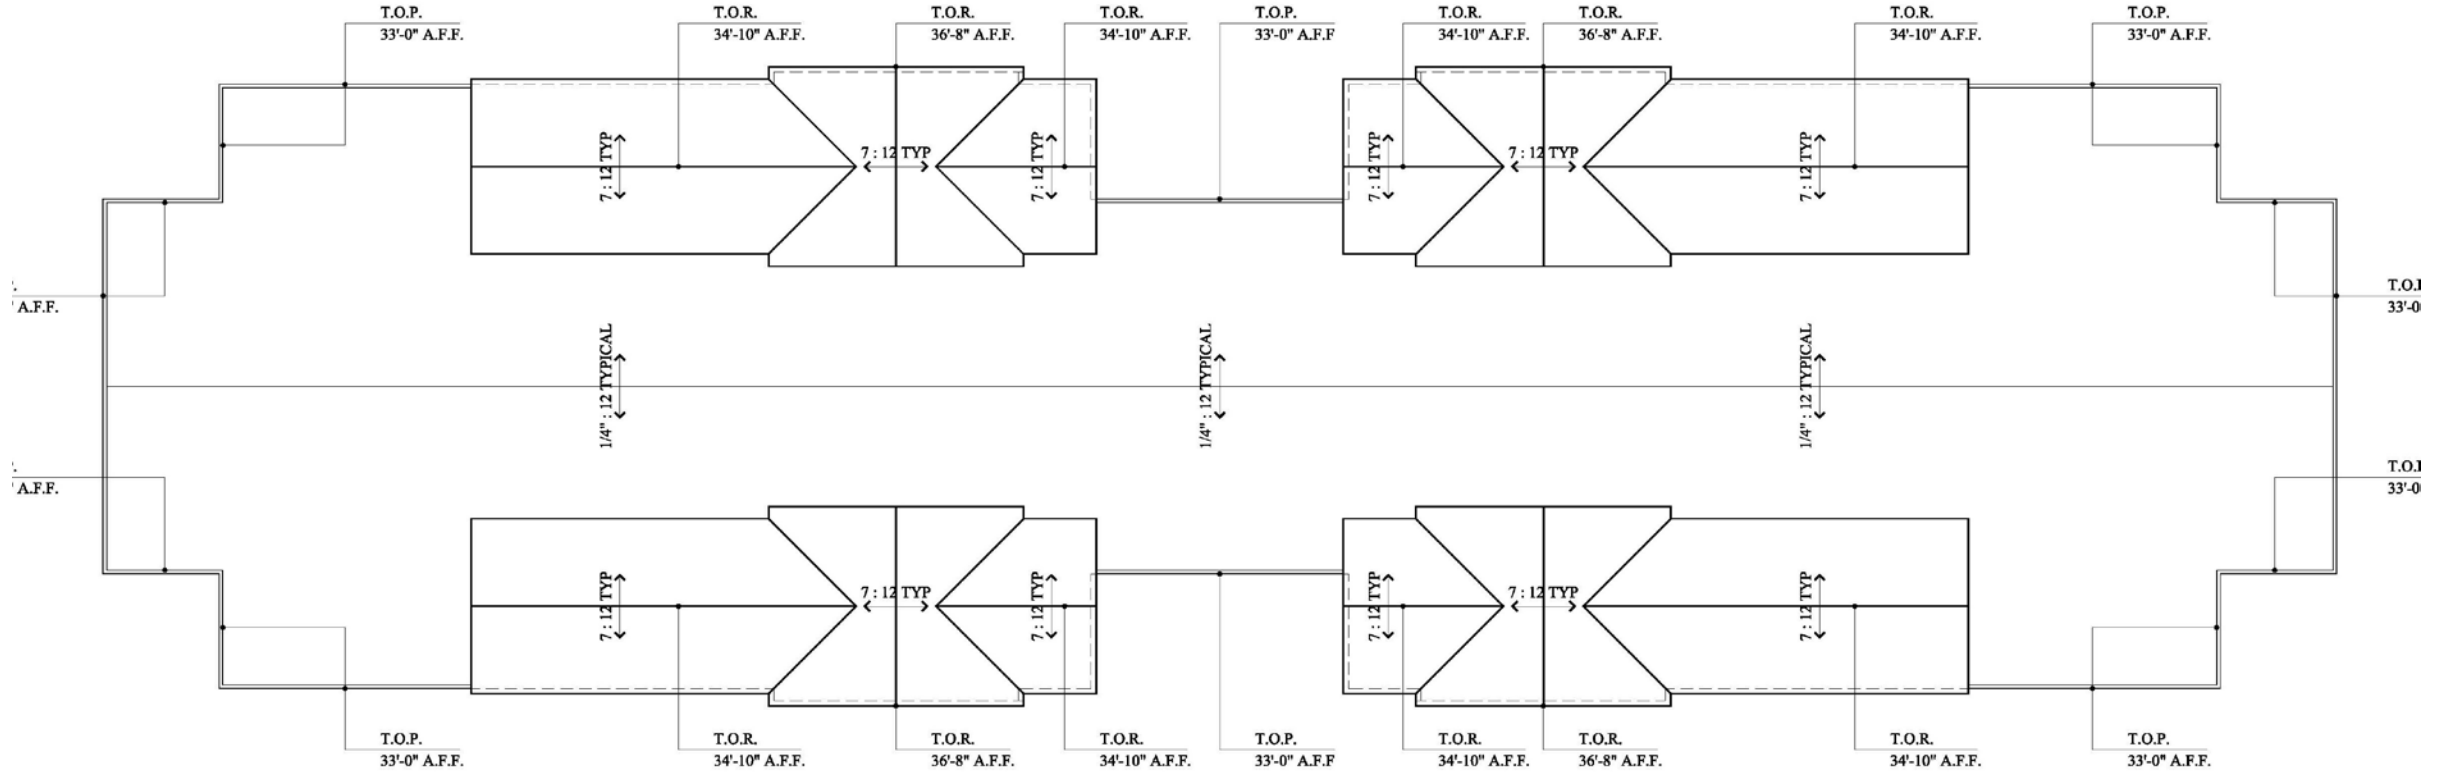 T.O.P. T.O.R. T.O.R. T.O.R. T.O.P. T.O.R. T.O.R. T.O.R. T.O.P.
33'-0" A.F.F. 34'-10" A.F.F. 36'-8" A.F.F. 34'-10" A.F.F. 33'-0" A.F.F 34'-10" A.F.F. 36'-8" A.F.F. 34'-10" A.F.F. 33'-0" A.F.F.
7 : 12 TYP
7 : 12 TYP
7 : 12 TYP
7 : 12 TYP
7 : 12 TYP
7 : 12 TYP
A.F.F.
T.O.
33'-0
1/4" : 12 TYPICAL
1/4" : 12 TYPICAL
1/4" : 12 TYPICAL
A.F.F.
T.O.
33'-0
7 : 12 TYP
7 : 12 TYP
7 : 12 TYP
7 : 12 TYP
7 : 12 TYP
7 : 12 TYP
T.O.P. T.O.R. T.O.R. T.O.R. T.O.P. T.O.R. T.O.R. T.O.R. T.O.P.
33'-0" A.F.F. 34'-10" A.F.F. 36'-8" A.F.F. 34'-10" A.F.F. 33'-0" A.F.F 34'-10" A.F.F. 36'-8" A.F.F. 34'-10" A.F.F. 33'-0" A.F.F.